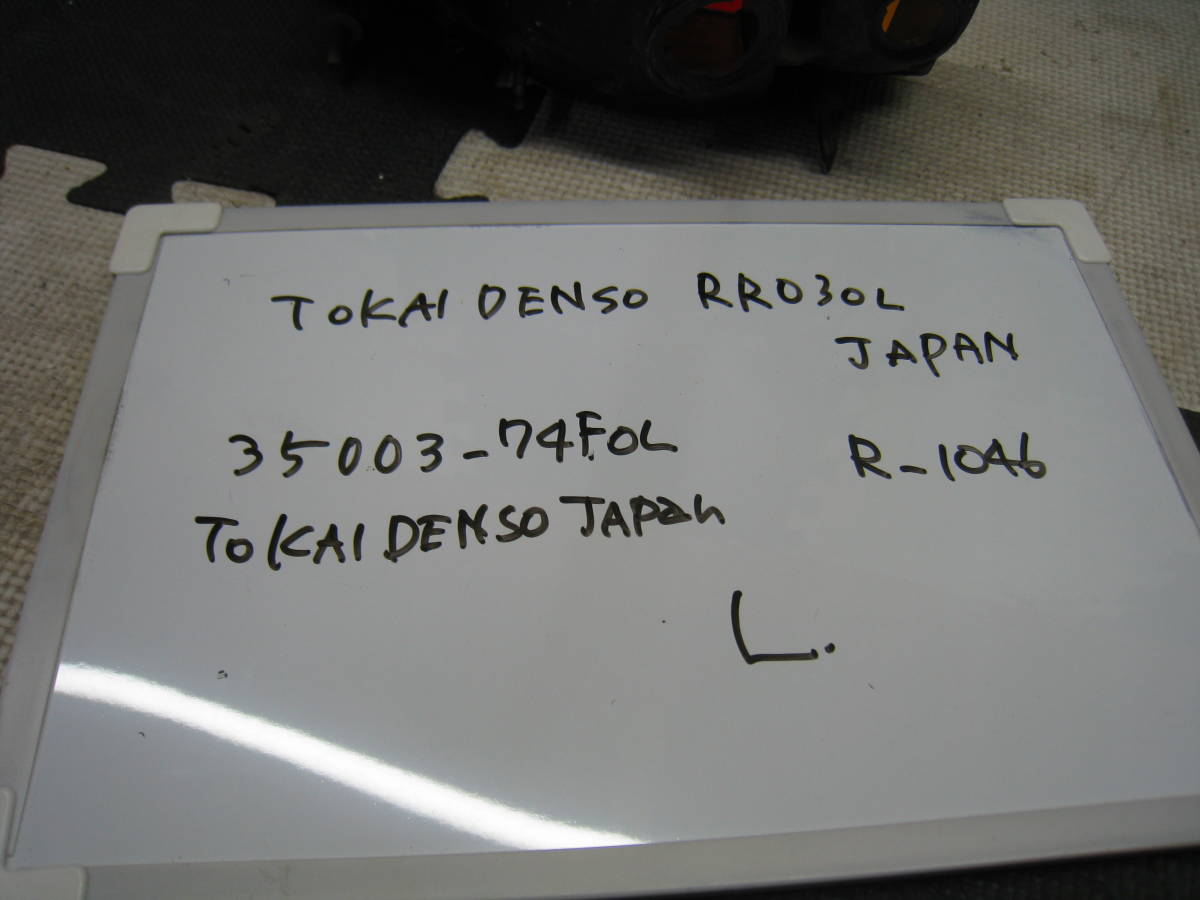 TOKAI DENSO RR030L
JAPAN
35003-74F0L R-1046
TOKAI DENSO JAPan
L.